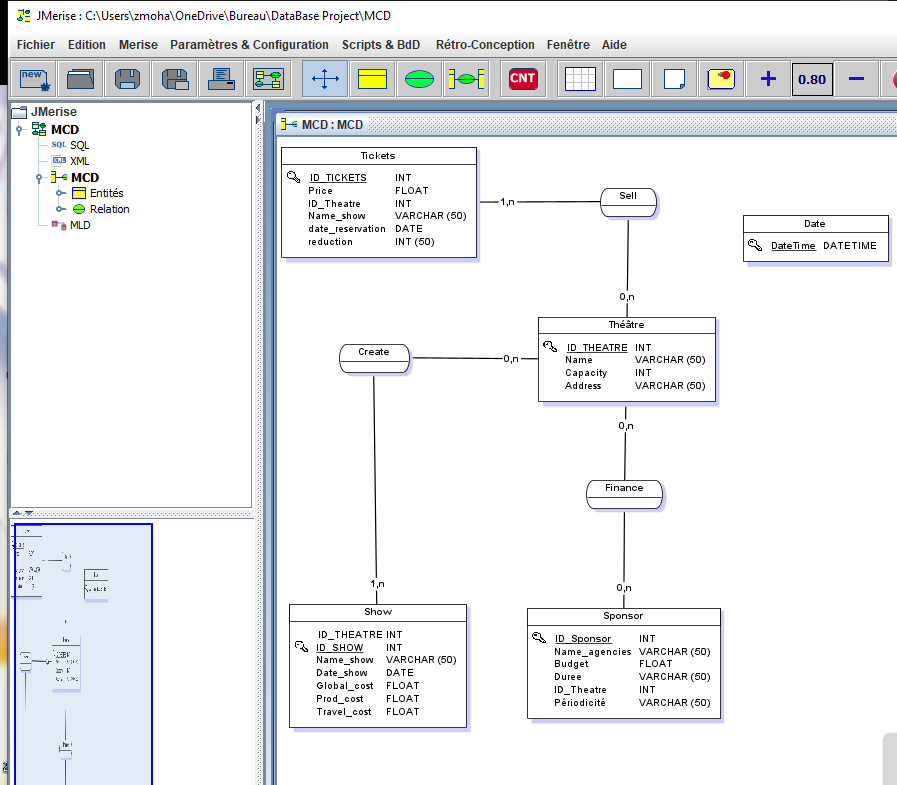 JMerise : C:\Users\zmoha\OneDrive\Bureau\DataBase Project\MCD
Fichier Edition Merise Paramètres & Configuration Scripts & BdD Rétro-Conception Fenêtre Aide
new CNT 0.80
JMerise
MCD
SQL SQL
XML
MCD
Entités
Relation
MLD
MCD : MCD
Tickets
ID_TICKETS INT
Price FLOAT
ID_Theatre INT
Name_show VARCHAR (50)
date_reservation DATE
reduction INT (50)
1,n
Sell
Date
DateTime DATETIME
0,n
Théâtre
ID_THEATRE INT
Name VARCHAR (50)
Capacity INT
Address VARCHAR (50)
Create
0,n
0,n
Finance
1,n
0,n
Show
ID_THEATRE INT
ID_SHOW INT
Name_show VARCHAR (50)
Date_show DATE
Global_cost FLOAT
Prod_cost FLOAT
Travel_cost FLOAT
Sponsor
ID_Sponsor INT
Name_agencies VARCHAR (50)
Budget FLOAT
Duree VARCHAR (50)
ID_Theatre INT
Périodicité VARCHAR (50)